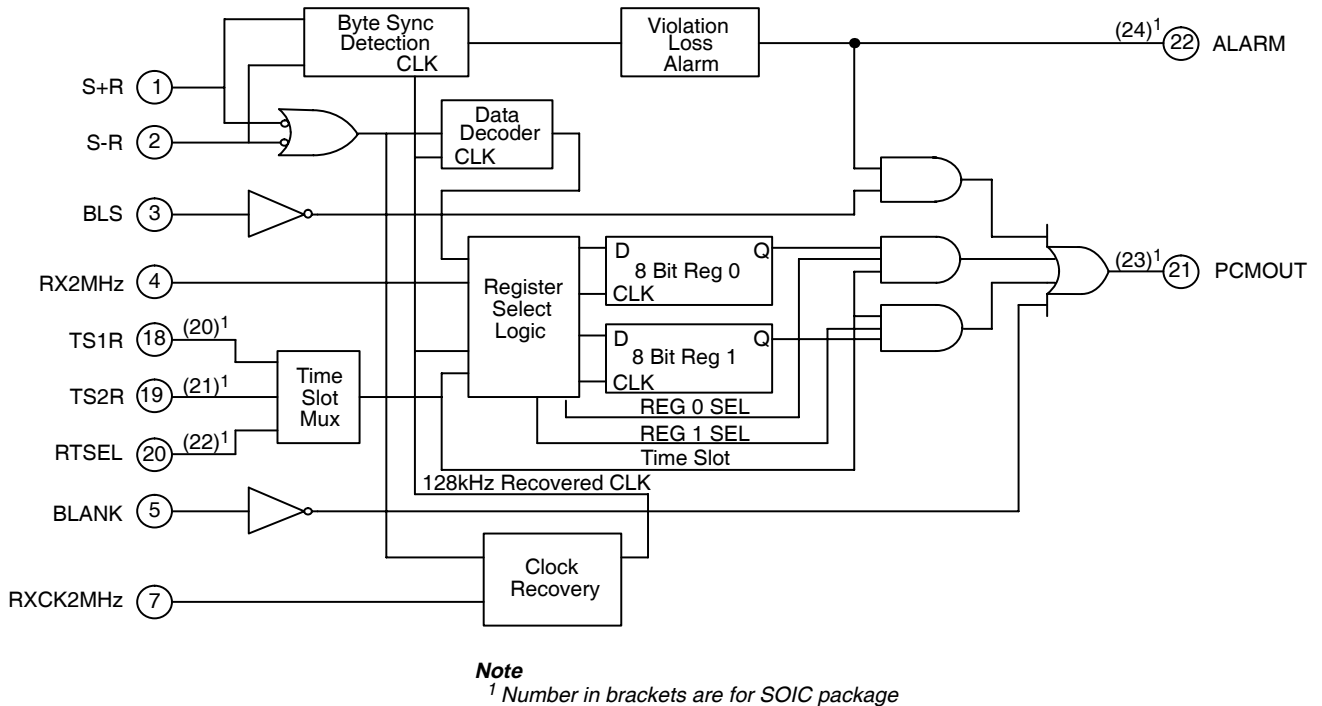 Byte Sync
Detection
CLK
Violation
Loss
Alarm
(24)1
22
ALARM
S+R
1
S-R
2
Data
Decoder
CLK
BLS
3
RX2MHz
4
Register
Select
Logic
D
Q
8 Bit Reg 0
CLK
D
Q
8 Bit Reg 1
CLK
(23)1
21
PCMOUT
TS1R
18
(20)1
TS2R
19
(21)1
RTSEL
20
(22)1
Time
Slot
Mux
REG 0 SEL
REG 1 SEL
Time Slot
128kHz Recovered CLK
BLANK
5
Clock
Recovery
RXCK2MHz
7
Note
1 Number in brackets are for SOIC package